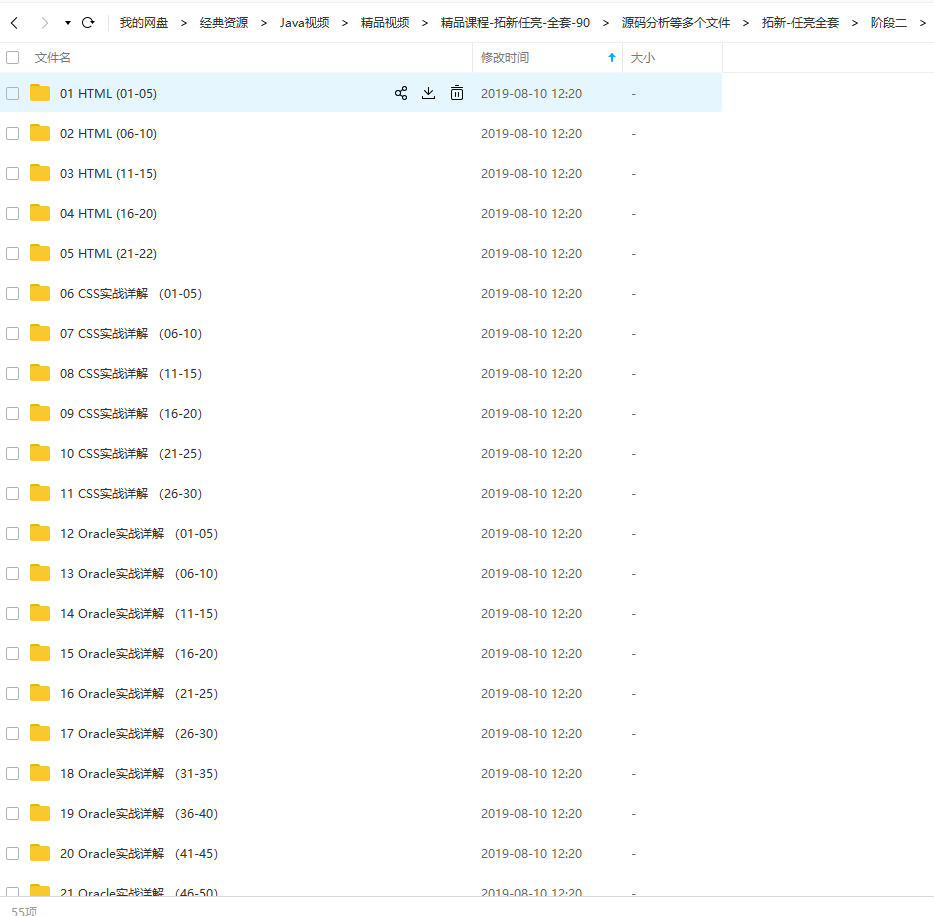 我的网盘 > 经典资源 > Java视频 > 精品视频 > 精品课程-拓新任亮-全套-90 > 源码分析等多个文件 > 拓新-任亮全套 > 阶段二 >
文件名 修改时间 大小
01 HTML (01-05) 2019-08-10 12:20 -
02 HTML (06-10) 2019-08-10 12:20 -
03 HTML (11-15) 2019-08-10 12:20 -
04 HTML (16-20) 2019-08-10 12:20 -
05 HTML (21-22) 2019-08-10 12:20 -
06 CSS实战详解 (01-05) 2019-08-10 12:20 -
07 CSS实战详解 (06-10) 2019-08-10 12:20 -
08 CSS实战详解 (11-15) 2019-08-10 12:20 -
09 CSS实战详解 (16-20) 2019-08-10 12:20 -
10 CSS实战详解 (21-25) 2019-08-10 12:20 -
11 CSS实战详解 (26-30) 2019-08-10 12:20 -
12 Oracle实战详解 (01-05) 2019-08-10 12:20 -
13 Oracle实战详解 (06-10) 2019-08-10 12:20 -
14 Oracle实战详解 (11-15) 2019-08-10 12:20 -
15 Oracle实战详解 (16-20) 2019-08-10 12:20 -
16 Oracle实战详解 (21-25) 2019-08-10 12:20 -
17 Oracle实战详解 (26-30) 2019-08-10 12:20 -
18 Oracle实战详解 (31-35) 2019-08-10 12:20 -
19 Oracle实战详解 (36-40) 2019-08-10 12:20 -
20 Oracle实战详解 (41-45) 2019-08-10 12:20 -
21 Oracle实战详解 (46-50) 2019-08-10 12:20 -
55项